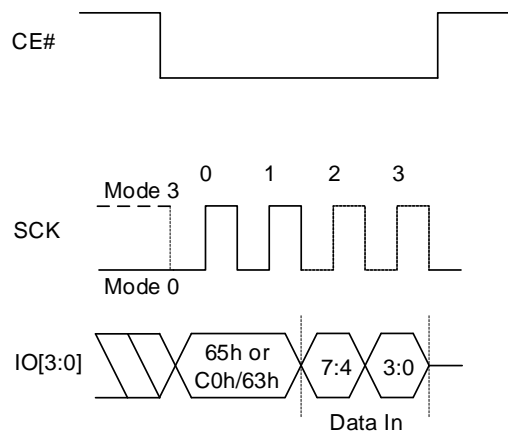 CE#
0 1 2 3
Mode 3
SCK
Mode 0
IO[3:0]
65h or
C0h/63h
7:4
3:0
Data In